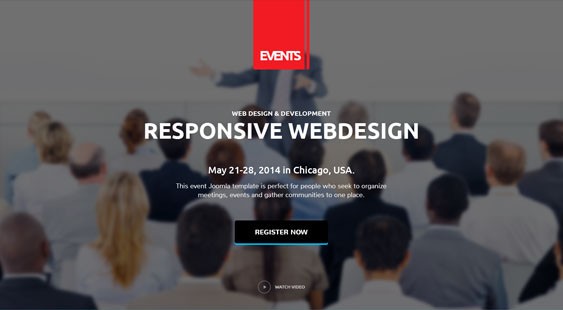 EVENTS
WEB DESIGN & DEVELOPMENT
RESPONSIVE WEBDESIGN
May 21-28, 2014 in Chicago, USA.
This event Joomla template is perfect for people who seek to organize
meetings, events and gather communities to one place.
REGISTER NOW
WATCH VIDEO